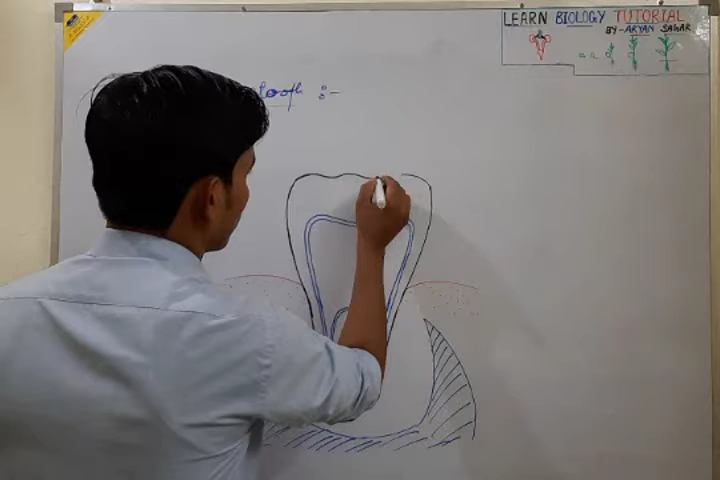 LEARN BIOLOGY TUTORIAL
BY-ARYAN SAGAR
tooth :-